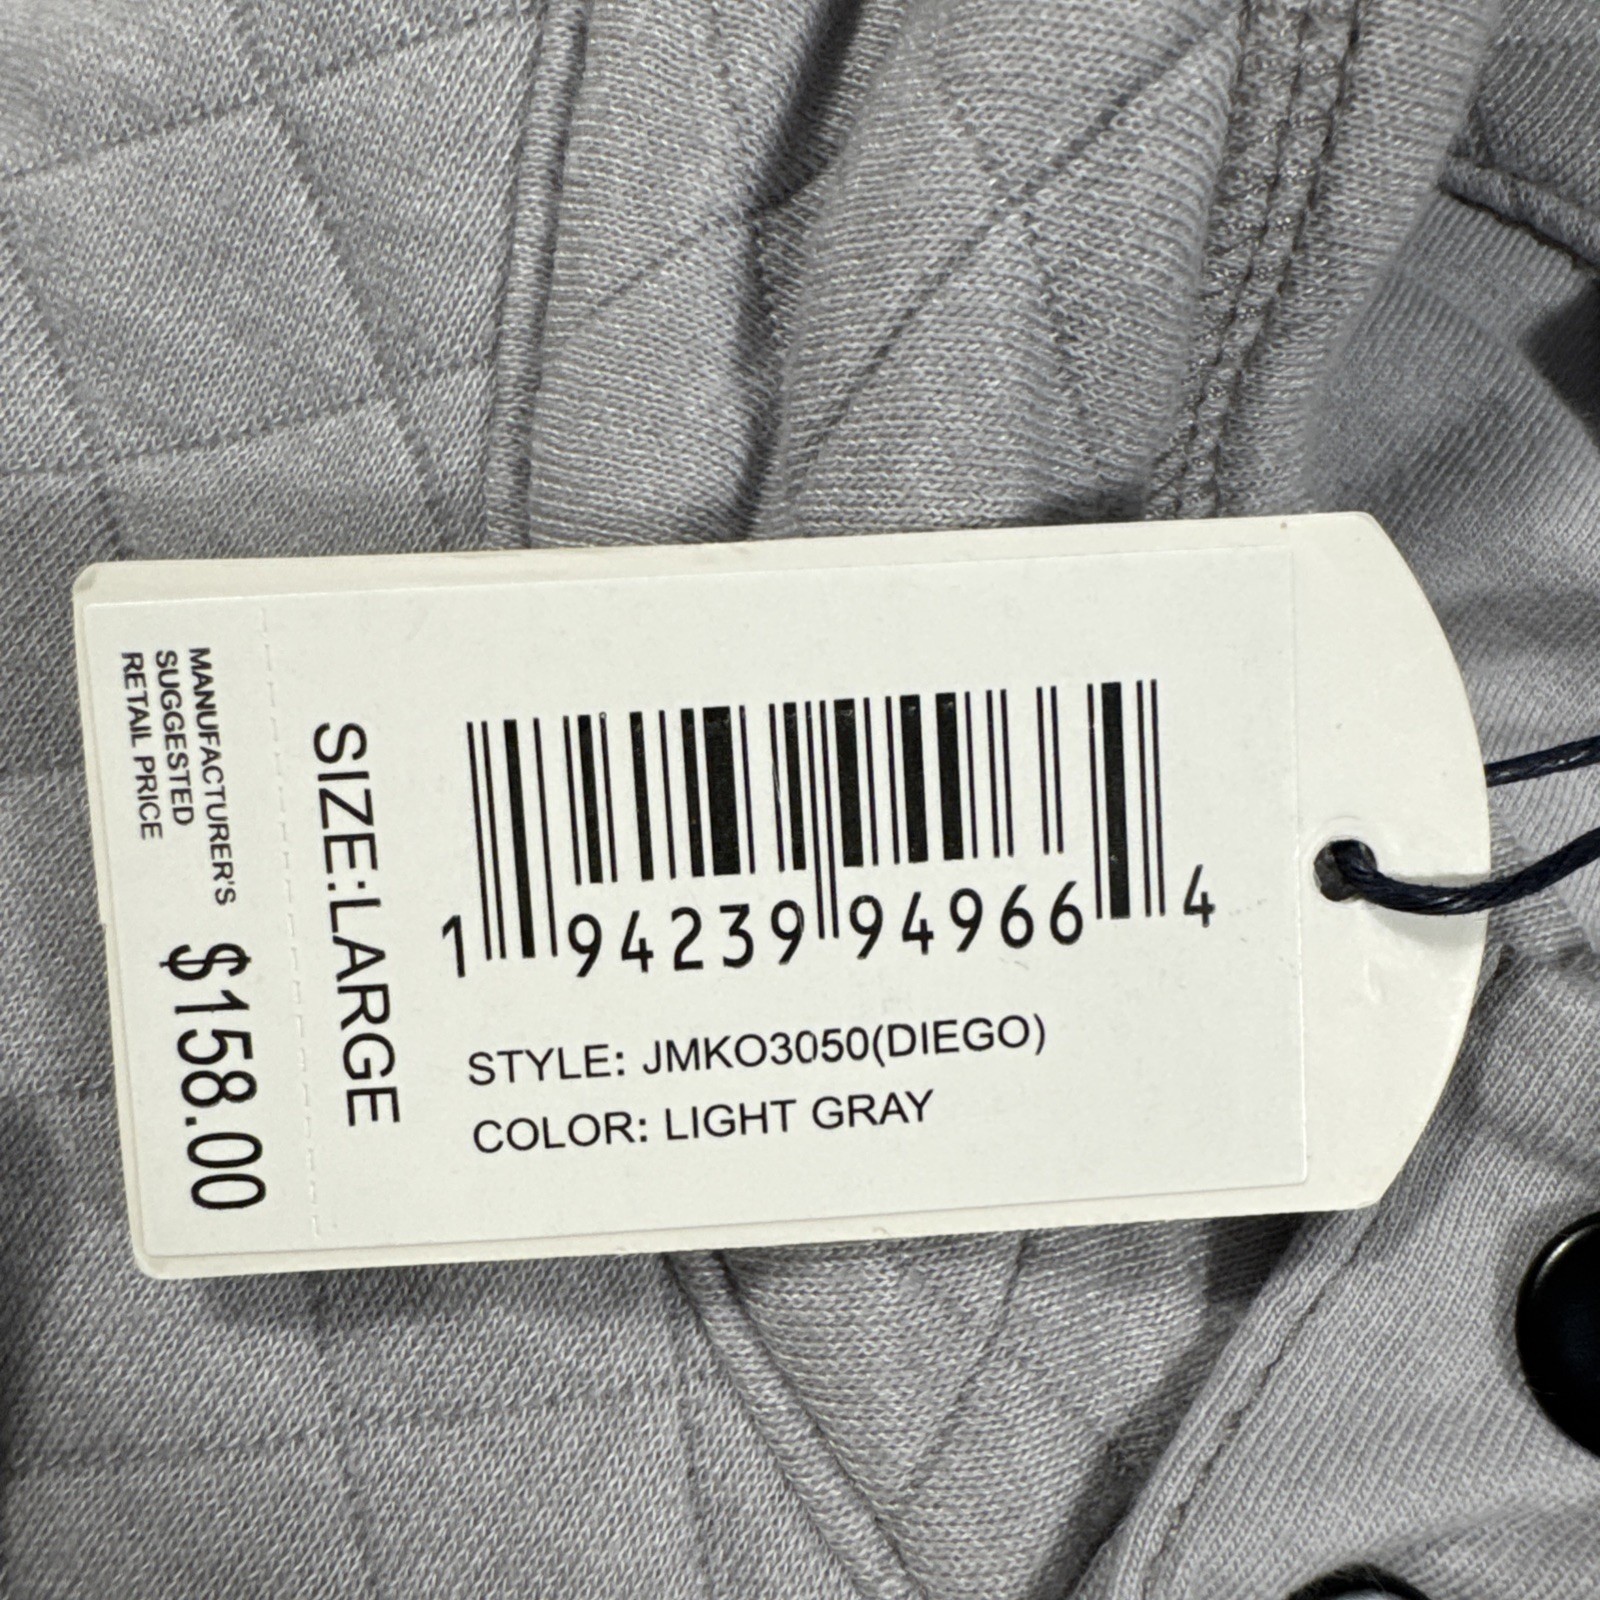 1 94239 94966 4
STYLE: JMKO3050(DIEGO)
COLOR: LIGHT GRAY
SIZE:LARGE
MANUFACTURER'S
SUGGESTED
RETAIL PRICE
$158.00